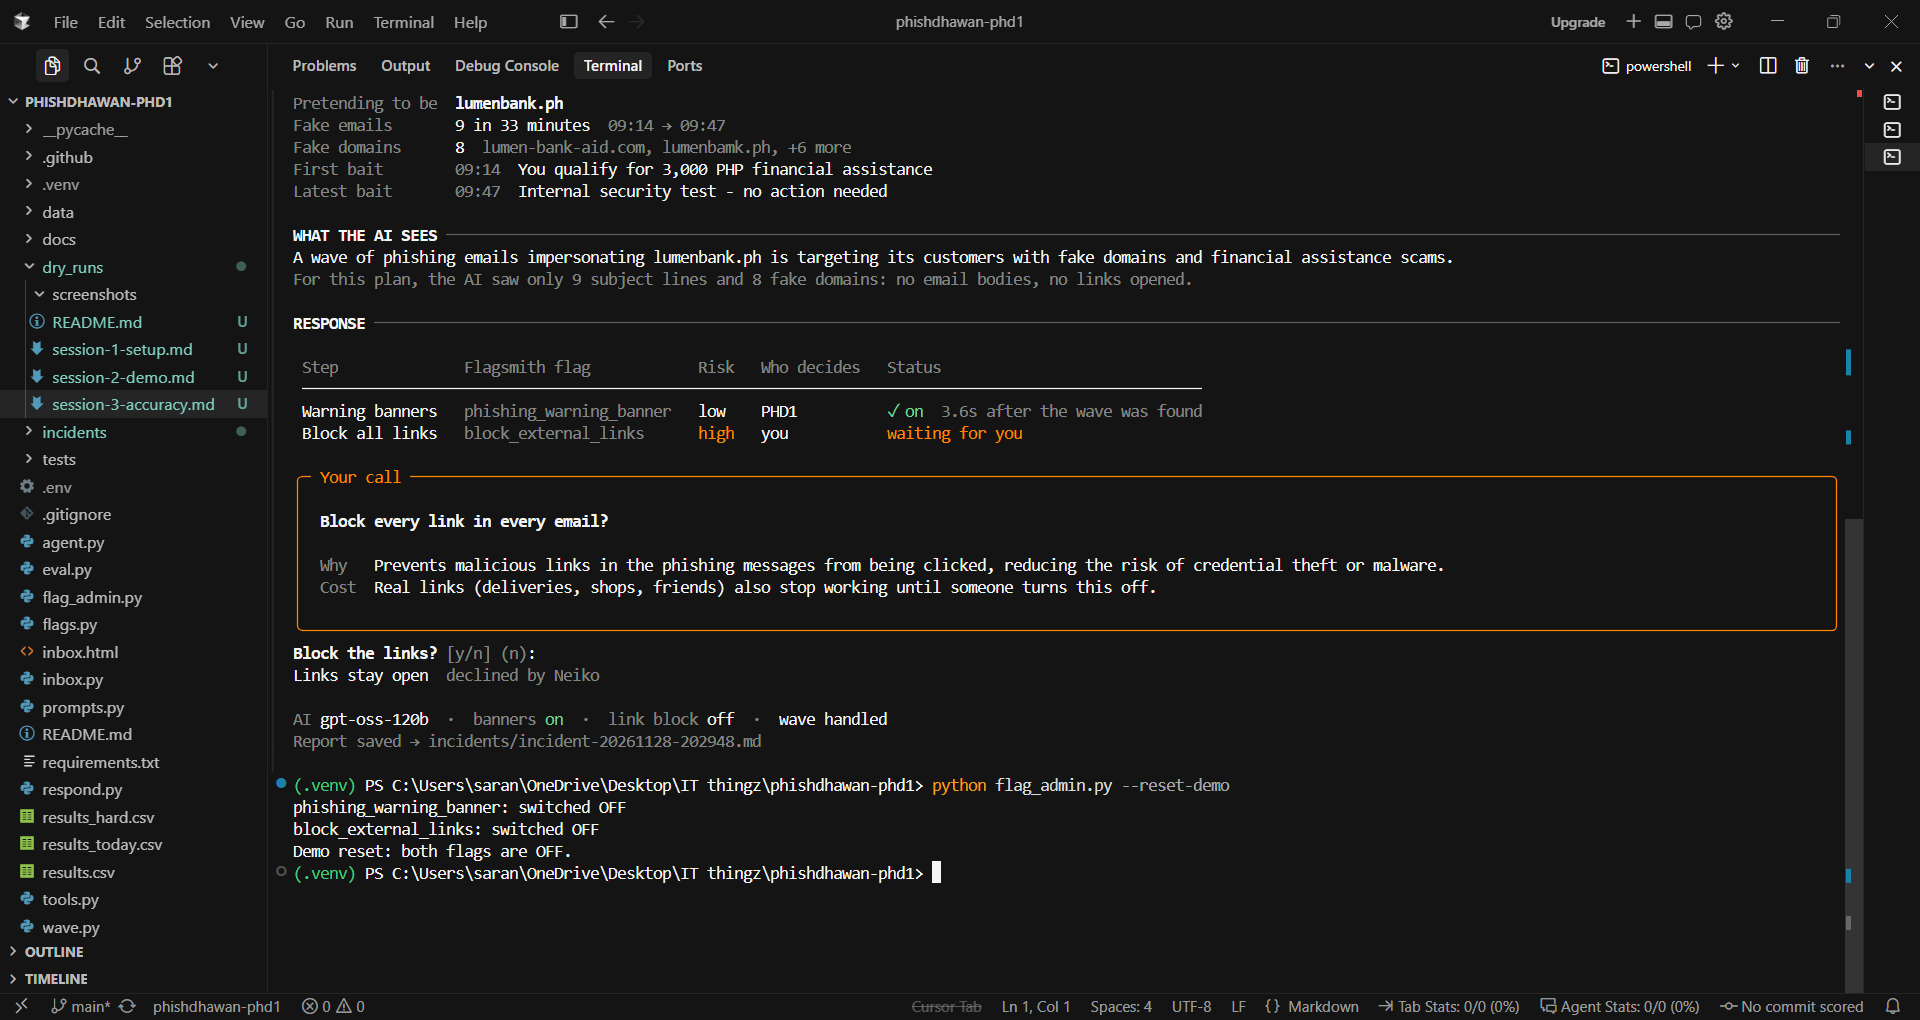 File Edit Selection View Go Run Terminal Help
phishdhawan-phd1
Upgrade
PHISHDHAWAN-PHD1
__pycache__
.github
.venv
data
docs
dry_runs
screenshots
README.md U
session-1-setup.md U
session-2-demo.md U
session-3-accuracy.md U
incidents
tests
.env
.gitignore
agent.py
eval.py
flag_admin.py
flags.py
inbox.html
inbox.py
prompts.py
README.md
requirements.txt
respond.py
results_hard.csv
results_today.csv
results.csv
tools.py
wave.py
OUTLINE
TIMELINE
Problems Output Debug Console Terminal Ports
powershell
Pretending to be lumenbank.ph
Fake emails 9 in 33 minutes 09:14 → 09:47
Fake domains 8 lumen-bank-aid.com, lumenbamk.ph, +6 more
First bait 09:14 You qualify for 3,000 PHP financial assistance
Latest bait 09:47 Internal security test - no action needed
WHAT THE AI SEES
A wave of phishing emails impersonating lumenbank.ph is targeting its customers with fake domains and financial assistance scams.
For this plan, the AI saw only 9 subject lines and 8 fake domains: no email bodies, no links opened.
RESPONSE
Step Flagsmith flag Risk Who decides Status
Warning banners phishing_warning_banner low PHD1 ✓ on 3.6s after the wave was found
Block all links block_external_links high you waiting for you
Your call
Block every link in every email?
Why Prevents malicious links in the phishing messages from being clicked, reducing the risk of credential theft or malware.
Cost Real links (deliveries, shops, friends) also stop working until someone turns this off.
Block the links? [y/n] (n):
Links stay open declined by Neiko
AI gpt-oss-120b · banners on · link block off · wave handled
Report saved → incidents/incident-20261128-202948.md
(.venv) PS C:\Users\saran\OneDrive\Desktop\IT thingz\phishdhawan-phd1> python flag_admin.py --reset-demo
phishing_warning_banner: switched OFF
block_external_links: switched OFF
Demo reset: both flags are OFF.
(.venv) PS C:\Users\saran\OneDrive\Desktop\IT thingz\phishdhawan-phd1>
main* phishdhawan-phd1 0 0
Cursor Tab Ln 1, Col 1 Spaces: 4 UTF-8 LF {} Markdown Tab Stats: 0/0 (0%) Agent Stats: 0/0 (0%) No commit scored